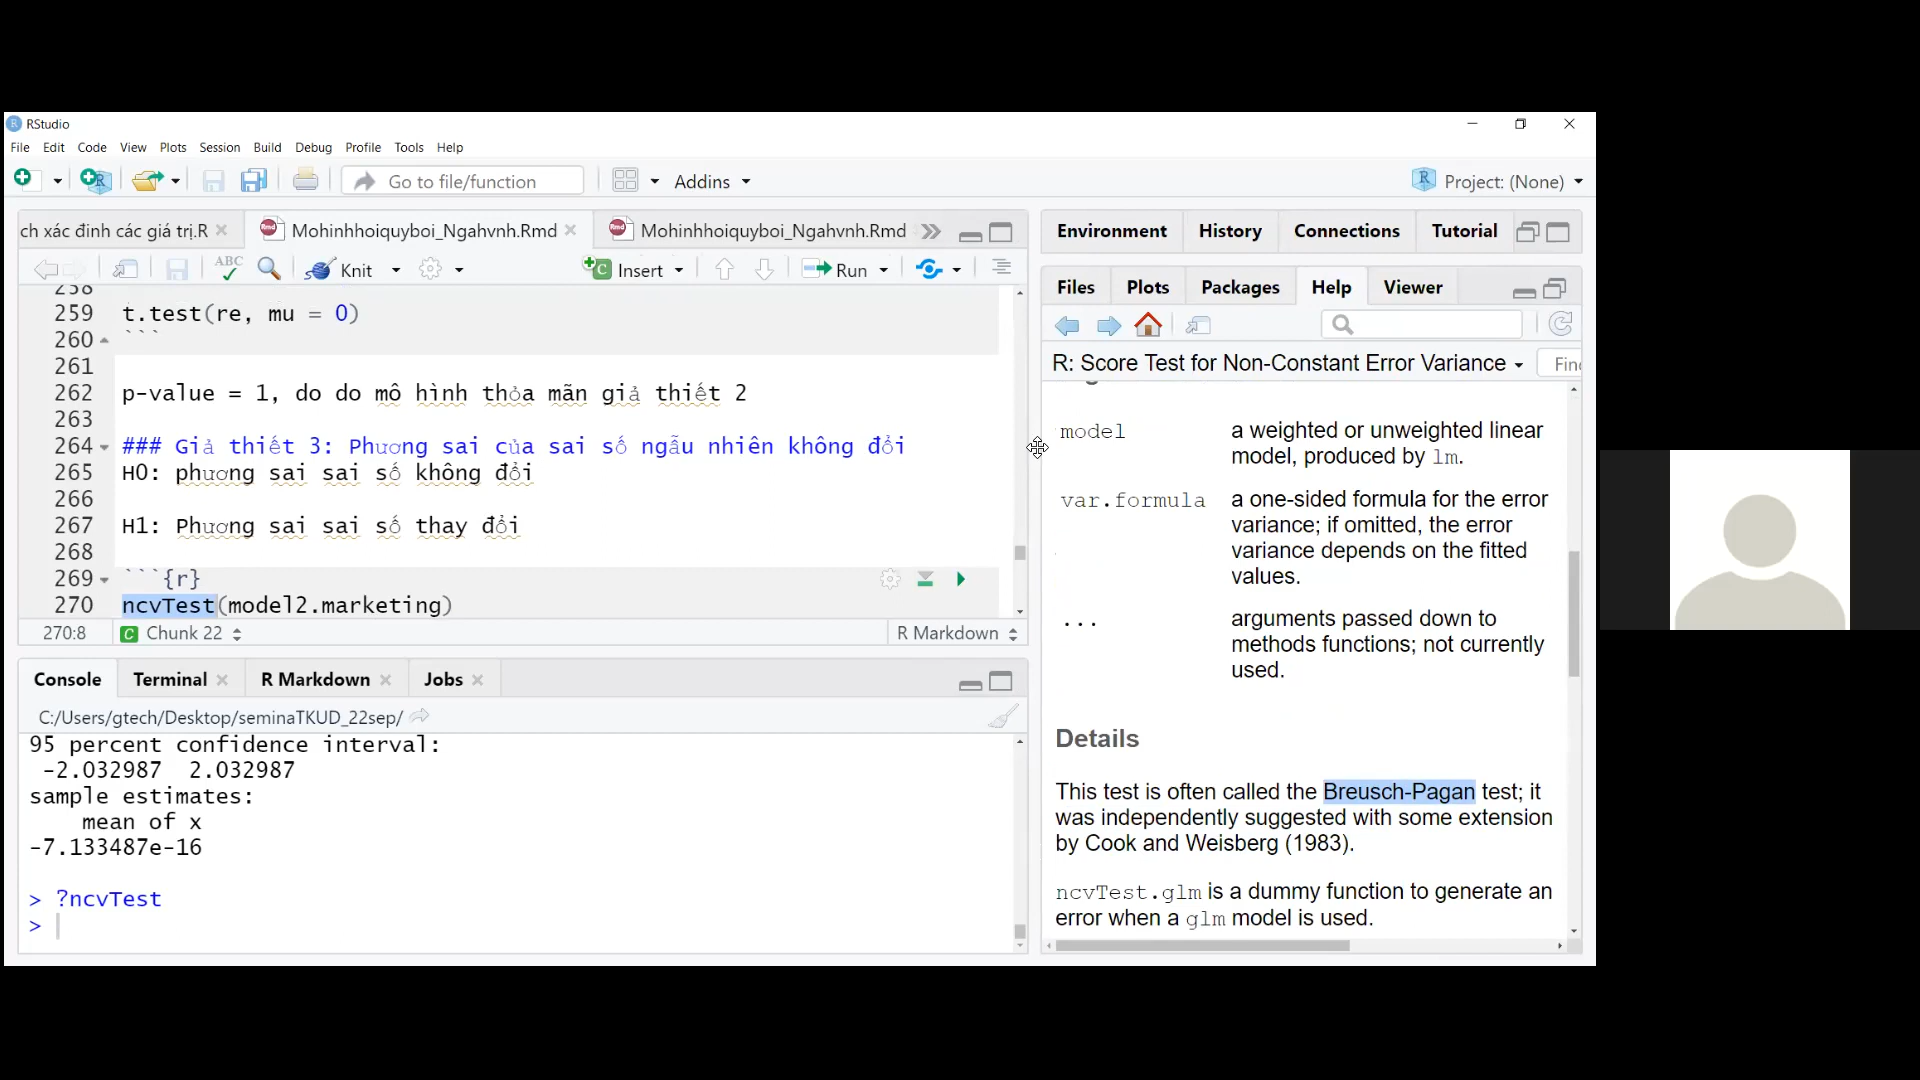 RStudio
File Edit Code View Plots Session Build Debug Profile Tools Help
Go to file/function Addins Project: (None)
ch xác đinh các giá trị.R Mohinhhoiquyboi_Ngahvnh.Rmd Mohinhhoiquyboi_Ngahvnh.Rmd
ABC Knit Insert Run
258
259 t.test(re, mu = 0)
260 ```
261
262 p-value = 1, do do mô hình thỏa mãn giả thiết 2
263
264 ### Giả thiết 3: Phương sai của sai số ngẫu nhiên không đổi
265 H0: phương sai sai số không đổi
266
267 H1: Phương sai sai số thay đổi
268
269 ```{r}
270 ncvTest(model2.marketing)
270:8 Chunk 22 R Markdown
Console Terminal R Markdown Jobs
C:/Users/gtech/Desktop/seminaTKUD_22sep/
95 percent confidence interval:
-2.032987 2.032987
sample estimates:
mean of x
-7.133487e-16
> ?ncvTest
>
Environment History Connections Tutorial
Files Plots Packages Help Viewer
R: Score Test for Non-Constant Error Variance Find
model a weighted or unweighted linear
model, produced by lm.
var.formula a one-sided formula for the error
variance; if omitted, the error
variance depends on the fitted
values.
... arguments passed down to
methods functions; not currently
used.
Details
This test is often called the Breusch-Pagan test; it
was independently suggested with some extension
by Cook and Weisberg (1983).
ncvTest.glm is a dummy function to generate an
error when a glm model is used.